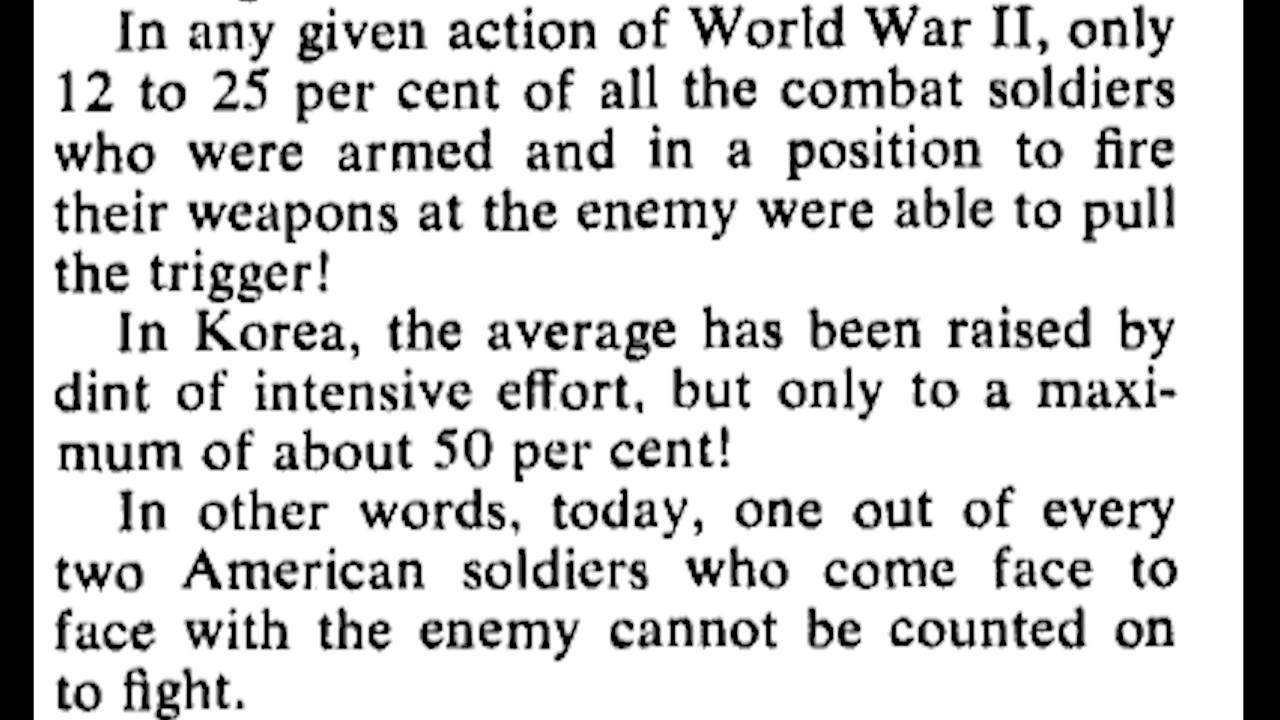 In any given action of World War II, only
12 to 25 per cent of all the combat soldiers
who were armed and in a position to fire
their weapons at the enemy were able to pull
the trigger!
In Korea, the average has been raised by
dint of intensive effort, but only to a maxi-
mum of about 50 per cent!
In other words, today, one out of every
two American soldiers who come face to
face with the enemy cannot be counted on
to fight.